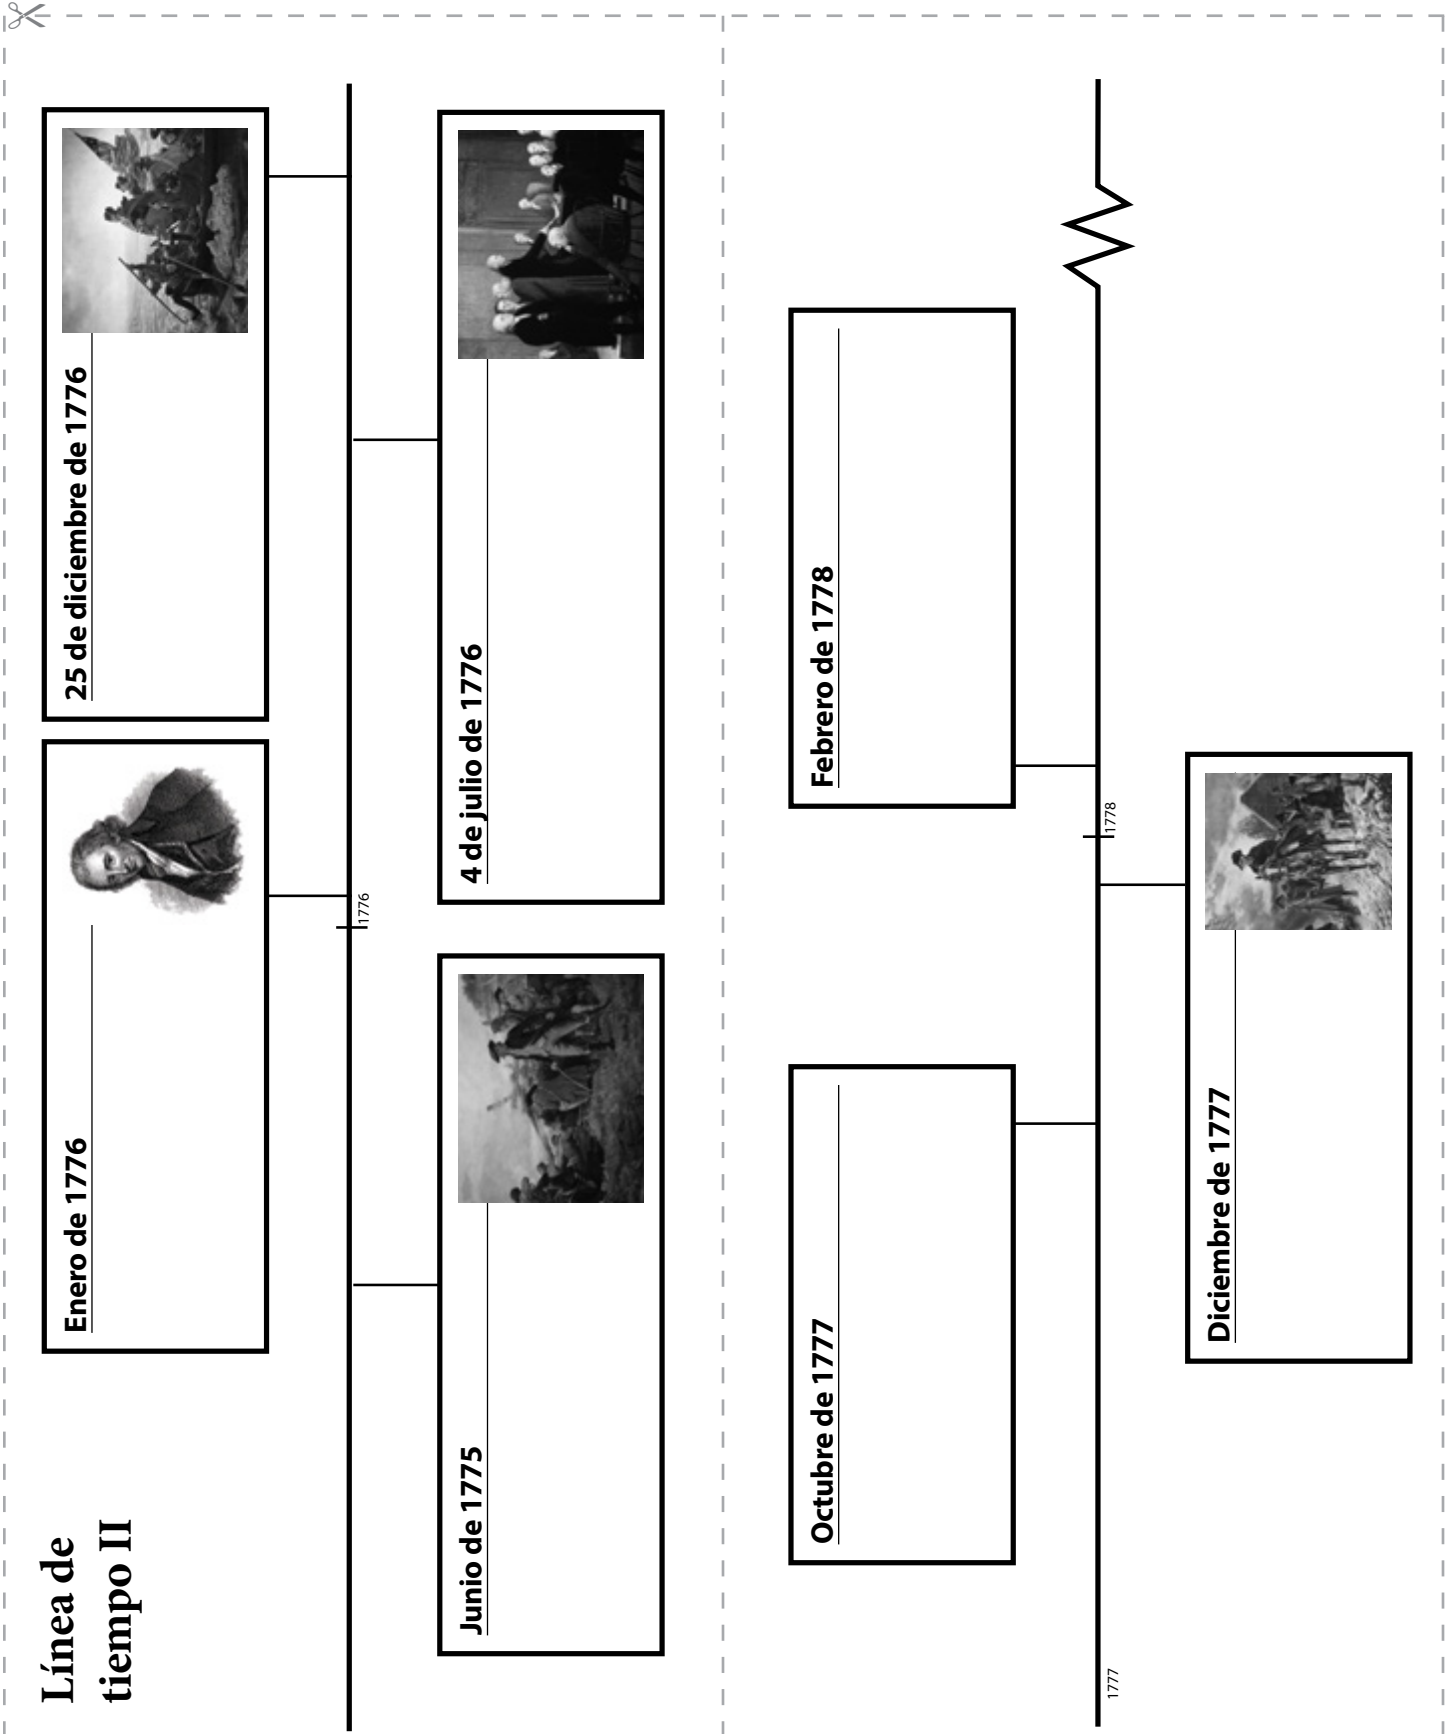 Línea de
tiempo II
Junio de 1775
Enero de 1776
1776
4 de julio de 1776
25 de diciembre de 1776
1777
Octubre de 1777
Diciembre de 1777
1778
Febrero de 1778